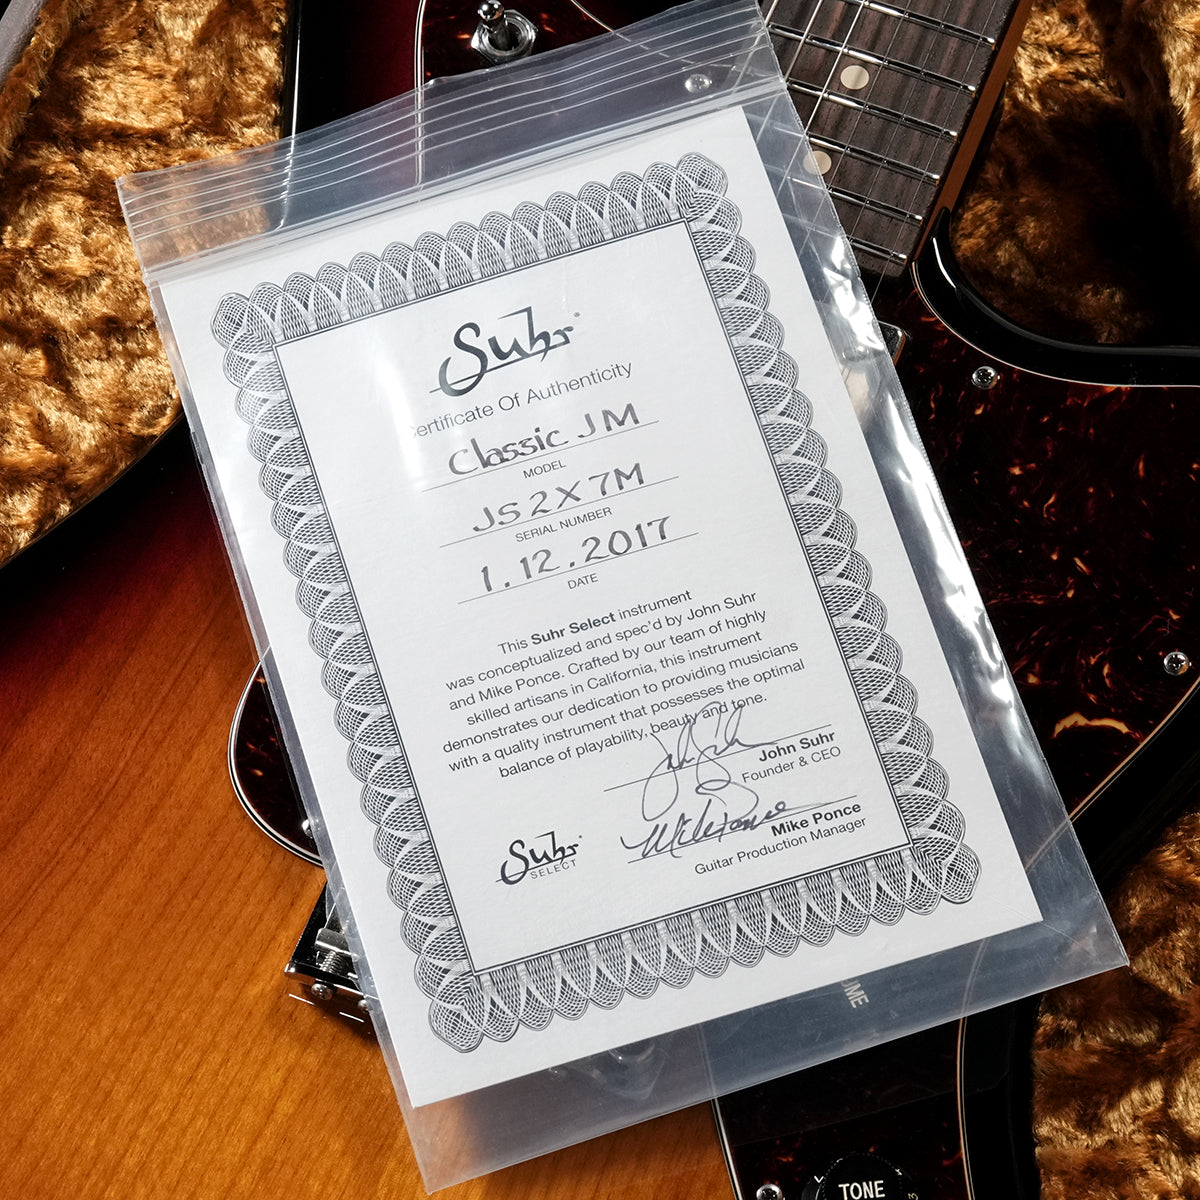 Suhr
Certificate Of Authenticity
Classic JM
MODEL
JS2X7M
SERIAL NUMBER
1.12.2017
DATE
This Suhr Select instrument
was conceptualized and spec'd by John Suhr
and Mike Ponce. Crafted by our team of highly
skilled artisans in California, this instrument
demonstrates our dedication to providing musicians
with a quality instrument that possesses the optimal
balance of playability, beauty and tone.
John Suhr
Founder & CEO
Mike Ponce
Mike Ponce
Guitar Production Manager
Suhr
SELECT
TONE